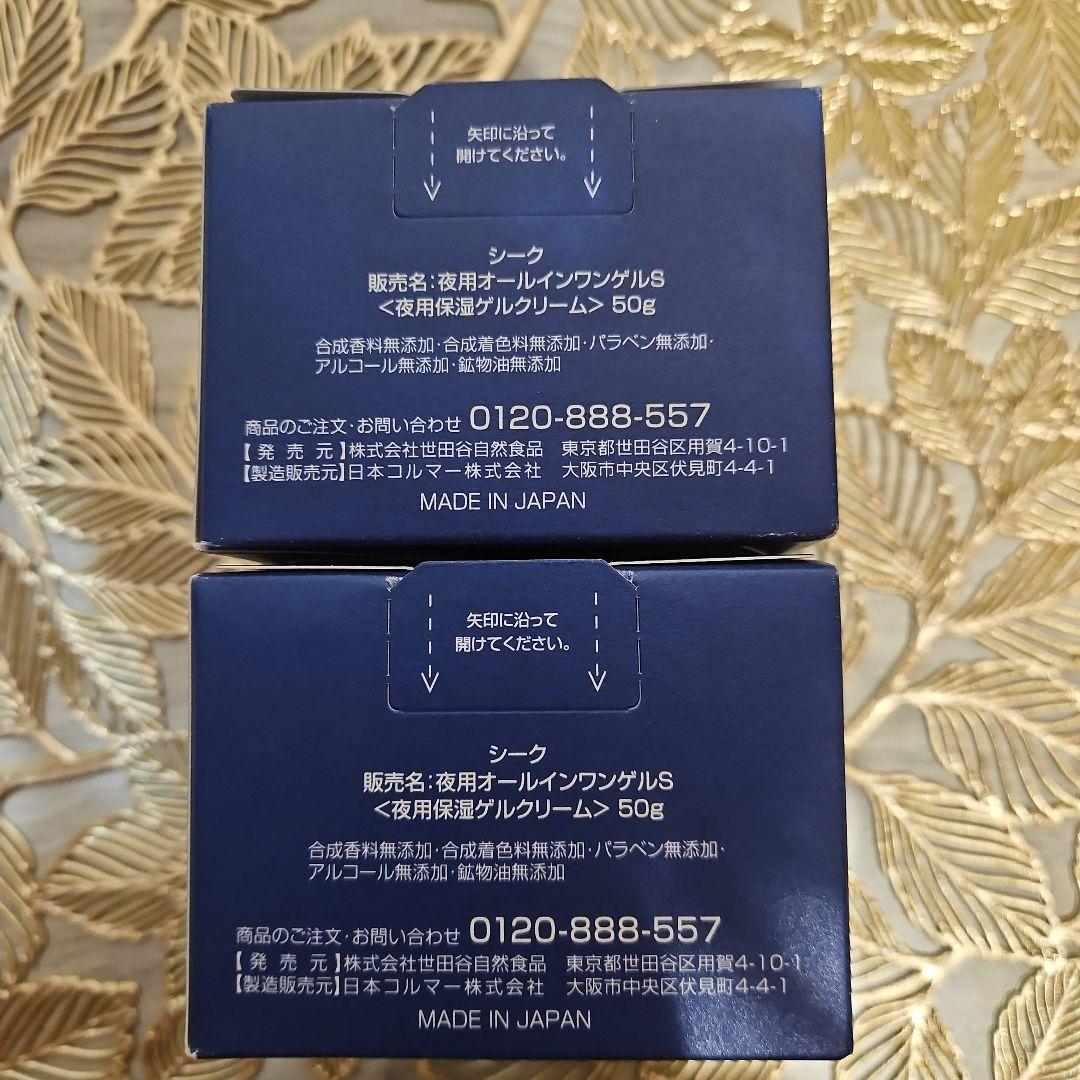 矢印に沿って
開けてください。
シーク
販売名:夜用オールインワンゲルS
<夜用保湿ゲルクリーム> 50g
合成香料無添加・合成着色料無添加・パラベン無添加・
アルコール無添加・鉱物油無添加
商品のご注文・お問い合わせ 0120-888-557
【発売元】株式会社世田谷自然食品 東京都世田谷区用賀4-10-1
【製造販売元】日本コルマー株式会社 大阪市中央区伏見町4-4-1
MADE IN JAPAN
矢印に沿って
開けてください。
シーク
販売名:夜用オールインワンゲルS
<夜用保湿ゲルクリーム> 50g
合成香料無添加・合成着色料無添加・パラベン無添加・
アルコール無添加・鉱物油無添加
商品のご注文・お問い合わせ 0120-888-557
【発売元】株式会社世田谷自然食品 東京都世田谷区用賀4-10-1
【製造販売元】日本コルマー株式会社 大阪市中央区伏見町4-4-1
MADE IN JAPAN